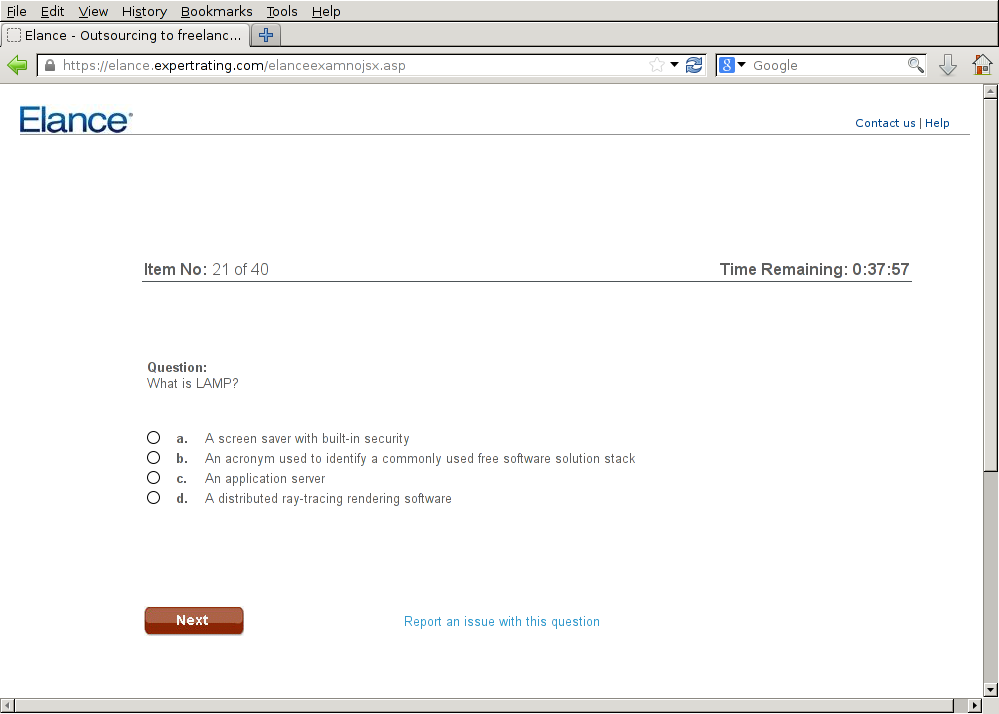 File Edit View History Bookmarks Tools Help
Elance - Outsourcing to freelanc...
https://elance.expertrating.com/elanceexamnojsx.asp
8 Google
Elance
Contact us | Help
Item No: 21 of 40 Time Remaining: 0:37:57
Question:
What is LAMP?
a. A screen saver with built-in security
b. An acronym used to identify a commonly used free software solution stack
c. An application server
d. A distributed ray-tracing rendering software
Next Report an issue with this question